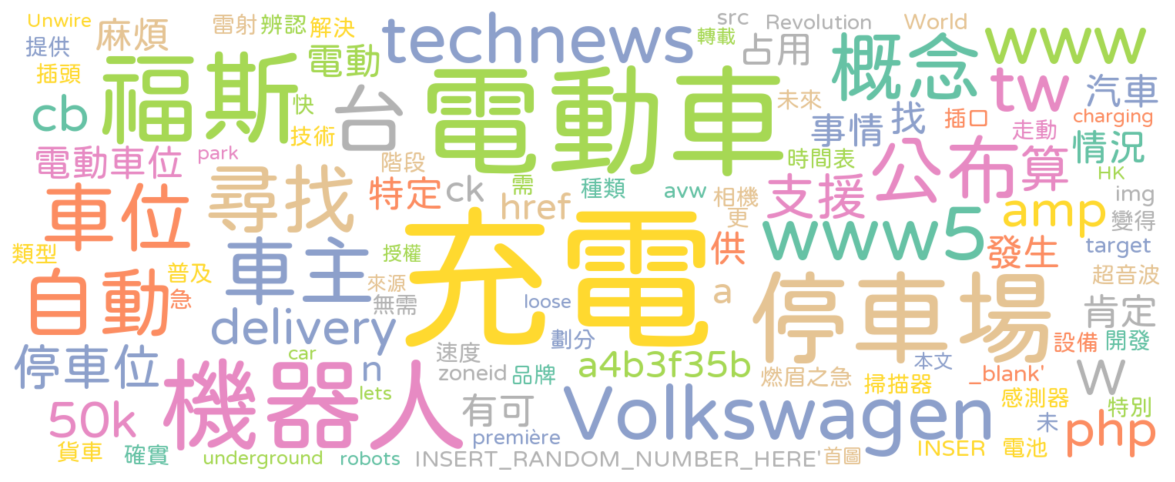 Unwire
麻煩
雷射
辨認
解決
technews
src
Revolution
World
www
提供
電動
轉載
占用
概念
插頭
福斯
電動車
tw
汽車
cb
快
台
未來
事情
找
插口
charging
技術
走動
電動車位
park
階段
時間表
公布
算
情況
HK
車位
尋找
特定
ck
需
種類
avw
相機
支援
amp
img
href
更
www5
變得
類型
自動
普及
急
車主
授權
充電
供
發生
target
來源
無需
a
停車場
超音波
loose
肯定
delivery
劃分
停車位
car
n
速度
本文
設備
開發
機器人
lets
zoneid
品牌
a4b3f35b
燃眉之急
掃描器
_blank'
W
50k
有可
Volkswagen
感測器
特別
未
php
貨車
確實
première
underground
robots
INSERT_RANDOM_NUMBER_HERE'
首圖
INSER
電池